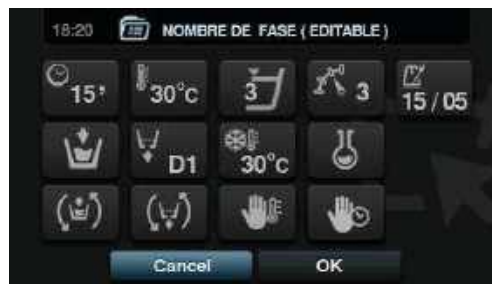 18:20 NOMBRE DE FASE ( EDITABLE )
15' 30°c 3 3 15 / 05
D1 30°c
Cancel OK